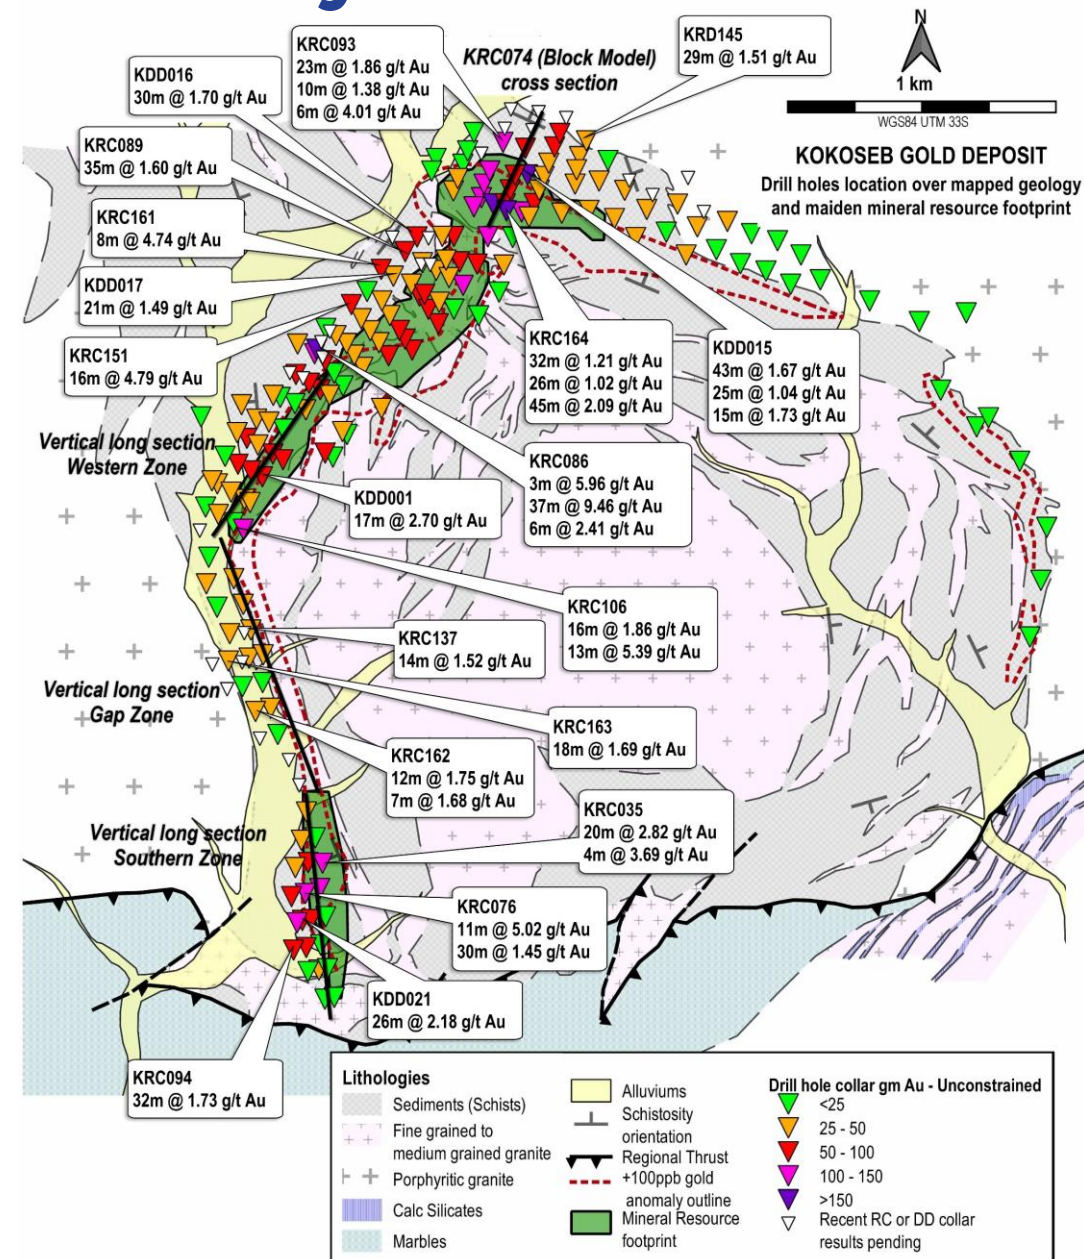 KRC093
23m @ 1.86 g/t Au
10m @ 1.38 g/t Au
6m @ 4.01 g/t Au
KRC074 (Block Model)
cross section
KRD145
29m @ 1.51 g/t Au
N
1 km
WGS84 UTM 33S
KOKOSEB GOLD DEPOSIT
Drill holes location over mapped geology
and maiden mineral resource footprint
KDD016
30m @ 1.70 g/t Au
KRC089
35m @ 1.60 g/t Au
KRC161
8m @ 4.74 g/t Au
KDD017
21m @ 1.49 g/t Au
KRC151
16m @ 4.79 g/t Au
KRC164
32m @ 1.21 g/t Au
26m @ 1.02 g/t Au
45m @ 2.09 g/t Au
KDD015
43m @ 1.67 g/t Au
25m @ 1.04 g/t Au
15m @ 1.73 g/t Au
Vertical long section
Western Zone
KRC086
3m @ 5.96 g/t Au
37m @ 9.46 g/t Au
6m @ 2.41 g/t Au
KDD001
17m @ 2.70 g/t Au
KRC106
16m @ 1.86 g/t Au
13m @ 5.39 g/t Au
KRC137
14m @ 1.52 g/t Au
Vertical long section
Gap Zone
KRC163
18m @ 1.69 g/t Au
KRC162
12m @ 1.75 g/t Au
7m @ 1.68 g/t Au
KRC035
20m @ 2.82 g/t Au
4m @ 3.69 g/t Au
Vertical long section
Southern Zone
KRC076
11m @ 5.02 g/t Au
30m @ 1.45 g/t Au
KDD021
26m @ 2.18 g/t Au
KRC094
32m @ 1.73 g/t Au
Lithologies
Sediments (Schists)
Fine grained to
medium grained granite
Porphyritic granite
Calc Silicates
Marbles
Alluviums
Schistosity
orientation
Regional Thrust
+100ppb gold
anomaly outline
Mineral Resource
footprint
Drill hole collar gm Au - Unconstrained
<25
25 - 50
50 - 100
100 - 150
>150
Recent RC or DD collar
results pending